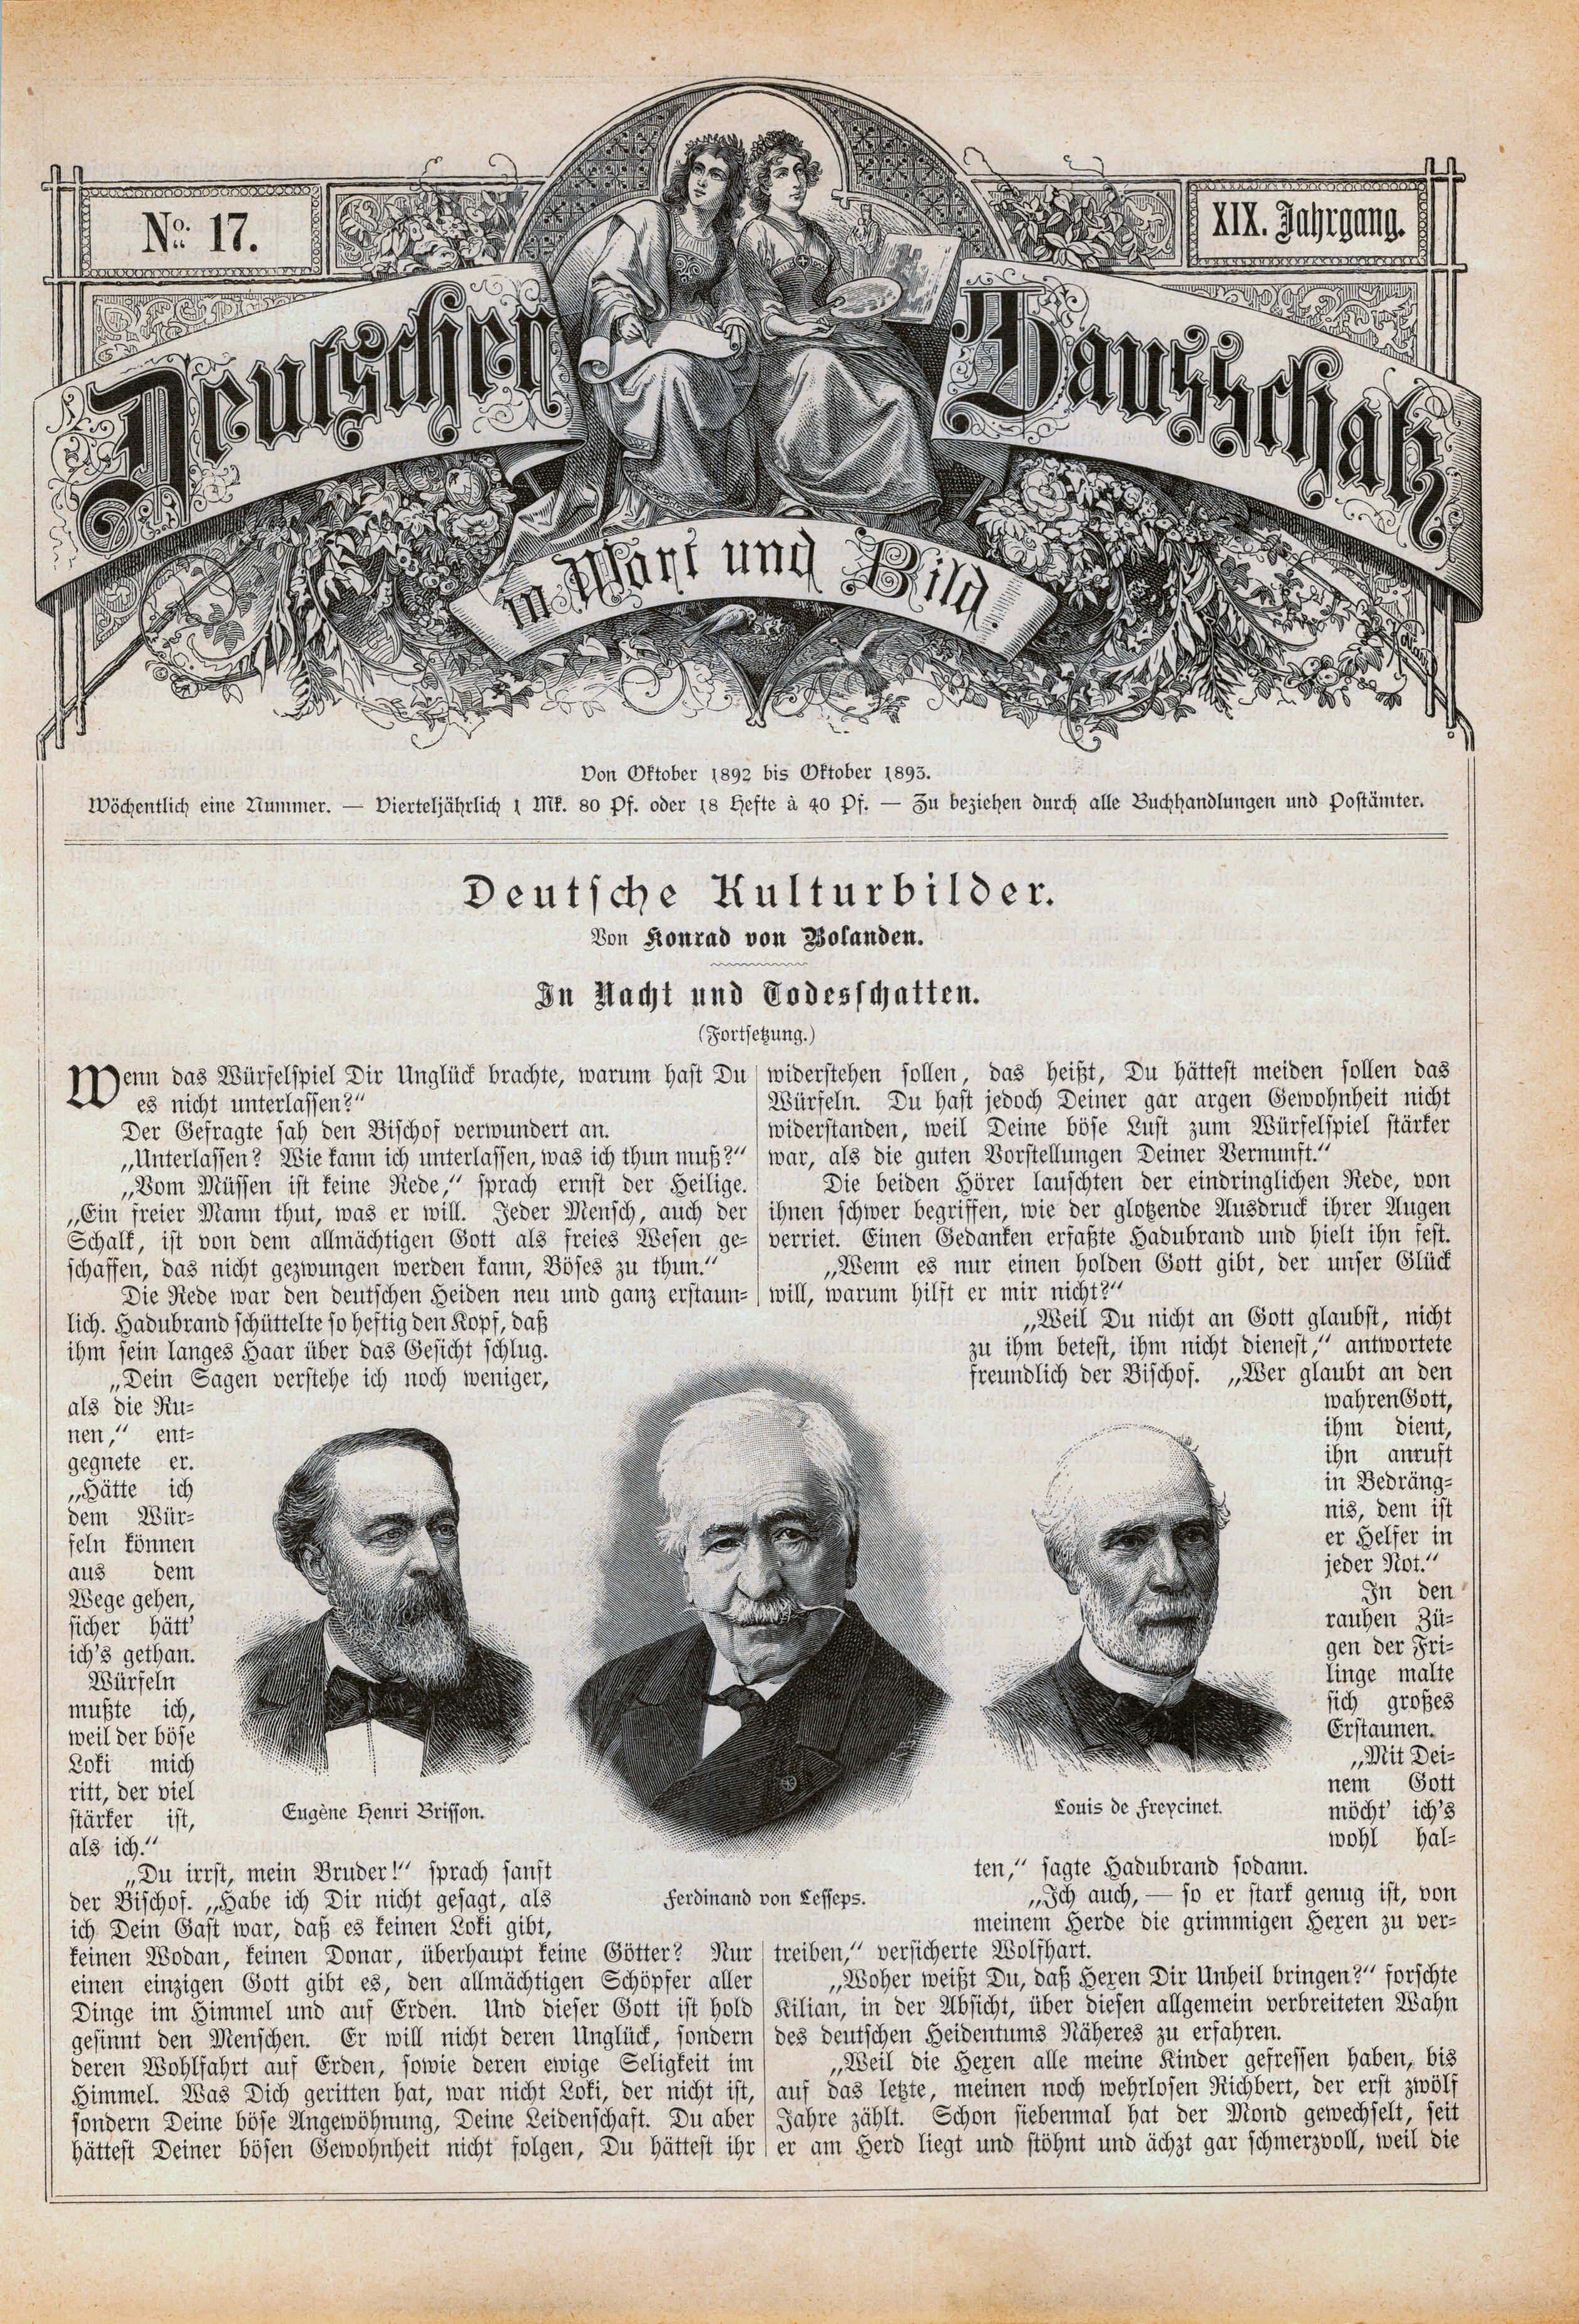 No. 17.
XIX. Jahrgang.
Deutscher Hausschatz
in Wort und Bild.
Von Oktober 1892 bis Oktober 1893.
Wöchentlich eine Nummer. — Vierteljährlich 1 Mk. 80 Pf. oder 18 Hefte à 40 Pf. — Zu beziehen durch alle Buchhandlungen und Postämter.
Deutsche Kulturbilder.
Von Konrad von Bolanden.
In Nacht und Todesschatten.
(Fortsetzung.)
Wenn das Würfelspiel Dir Unglück brachte, warum hast Du
es nicht unterlassen?“
Der Gefragte sah den Bischof verwundert an.
„Unterlassen? Wie kann ich unterlassen, was ich thun muß?“
„Vom Müssen ist keine Rede,“ sprach ernst der Heilige.
„Ein freier Mann thut, was er will. Jeder Mensch, auch der
Schalk, ist von dem allmächtigen Gott als freies Wesen ge-
schaffen, das nicht gezwungen werden kann, Böses zu thun.“
Die Rede war den deutschen Heiden neu und ganz erstaun-
lich. Hadubrand schüttelte so heftig den Kopf, daß
ihm sein langes Haar über das Gesicht schlug.
„Dein Sagen verstehe ich noch weniger,
als die Ru-
nen,“ ent-
gegnete er.
„Hätte ich
dem Wür-
feln können
aus dem
Wege gehen,
sicher hätt’
ich’s gethan.
Würfeln
mußte ich,
weil der böse
Loki mich
ritt, der viel
stärker ist,
als ich.“
„Du irrst, mein Bruder!“ sprach sanft
der Bischof. „Habe ich Dir nicht gesagt, als
ich Dein Gast war, daß es keinen Loki gibt,
keinen Wodan, keinen Donar, überhaupt keine Götter? Nur
einen einzigen Gott gibt es, den allmächtigen Schöpfer aller
Dinge im Himmel und auf Erden. Und dieser Gott ist hold
gesinnt den Menschen. Er will nicht deren Unglück, sondern
deren Wohlfahrt auf Erden, sowie deren ewige Seligkeit im
Himmel. Was Dich geritten hat, war nicht Loki, der nicht ist,
sondern Deine böse Angewöhnung, Deine Leidenschaft. Du aber
hättest Deiner bösen Gewohnheit nicht folgen, Du hättest ihr
Eugène Henri Brisson.
Ferdinand von Lesseps.
Louis de Freycinet.
widerstehen sollen, das heißt, Du hättest meiden sollen das
Würfeln. Du hast jedoch Deiner gar argen Gewohnheit nicht
widerstanden, weil Deine böse Lust zum Würfelspiel stärker
war, als die guten Vorstellungen Deiner Vernunft.“
Die beiden Hörer lauschten der eindringlichen Rede, von
ihnen schwer begriffen, wie der glotzende Ausdruck ihrer Augen
verriet. Einen Gedanken erfaßte Hadubrand und hielt ihn fest.
„Wenn es nur einen holden Gott gibt, der unser Glück
will, warum hilft er mir nicht?“
„Weil Du nicht an Gott glaubst, nicht
zu ihm betest, ihm nicht dienest,“ antwortete
freundlich der Bischof. „Wer glaubt an den
wahren Gott,
ihm dient,
ihn anruft
in Bedräng-
nis, dem ist
er Helfer in
jeder Not.“
In den
rauhen Zü-
gen der Fri-
linge malte
sich großes
Erstaunen.
„Mit Dei-
nem Gott
möcht’ ich’s
wohl hal-
ten,“ sagte Hadubrand sodann.
„Ich auch, — so er stark genug ist, von
meinem Herde die grimmigen Hexen zu ver-
treiben,“ versicherte Wolfhart.
„Woher weißt Du, daß Hexen Dir Unheil bringen?“ forschte
Kilian, in der Absicht, über diesen allgemein verbreiteten Wahn
des deutschen Heidentums Näheres zu erfahren.
„Weil die Hexen alle meine Kinder gefressen haben, bis
auf das letzte, meinen noch wehrlosen Richbert, der erst zwölf
Jahre zählt. Schon siebenmal hat der Mond gewechselt, seit
er am Herd liegt und stöhnt und ächzt gar schmerzvoll, weil die